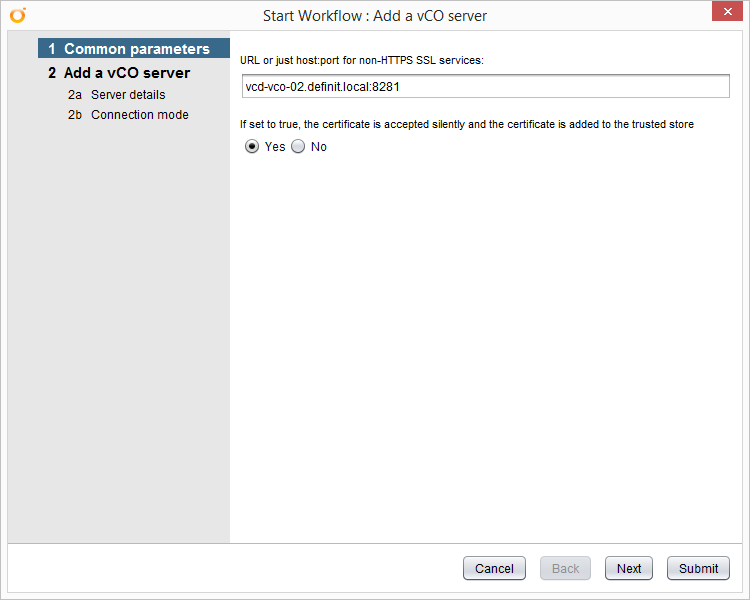 Start Workflow : Add a vCO server
1 Common parameters
2 Add a vCO server
2a Server details
2b Connection mode
URL or just host:port for non-HTTPS SSL services:
vcd-vco-02.definit.local:8281
If set to true, the certificate is accepted silently and the certificate is added to the trusted store
Yes No
Cancel Back Next Submit